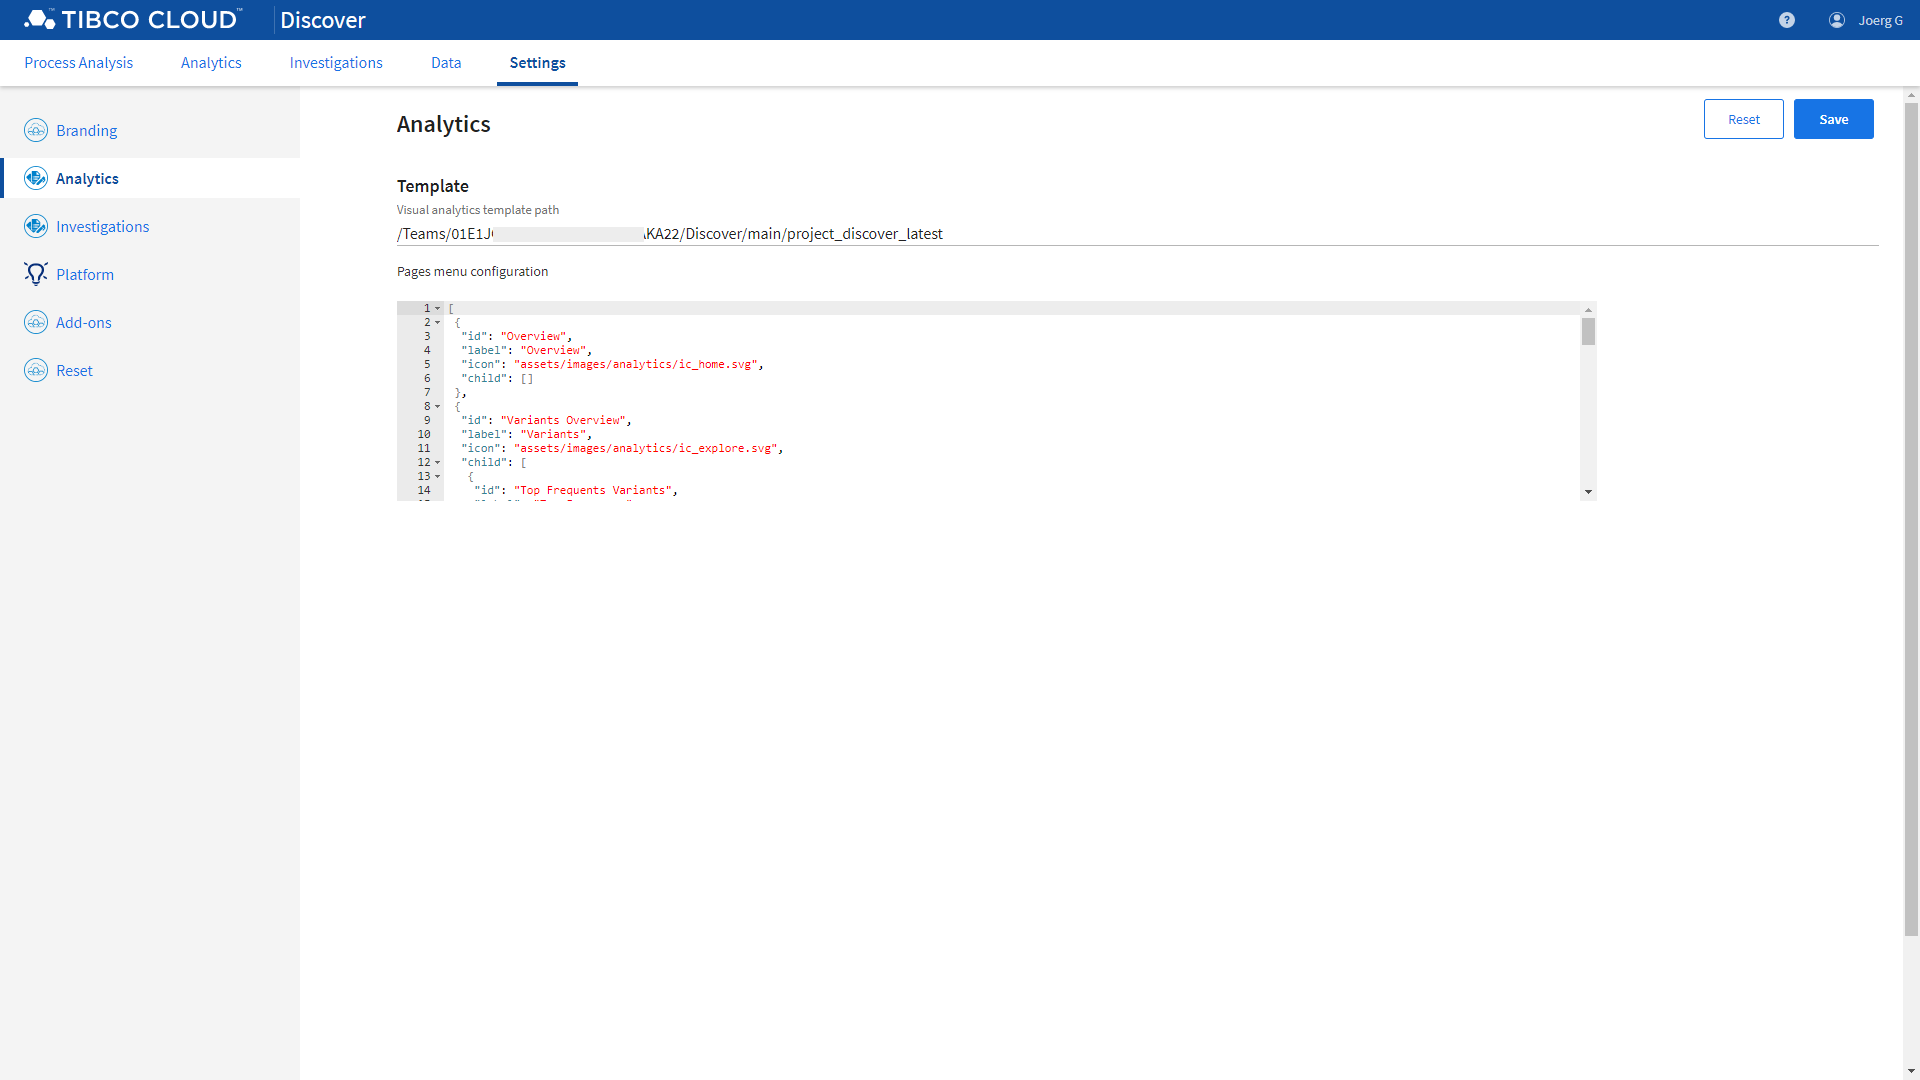 TIBCO CLOUD™ Discover
? Joerg G
Process Analysis Analytics Investigations Data Settings
Branding
Analytics
Investigations
Platform
Add-ons
Reset
Analytics
Reset Save
Template
Visual analytics template path
/Teams/01E1J KA22/Discover/main/project_discover_latest
Pages menu configuration
1 [
2 {
3 "id": "Overview",
4 "label": "Overview",
5 "icon": "assets/images/analytics/ic_home.svg",
6 "child": []
7 },
8 {
9 "id": "Variants Overview",
10 "label": "Variants",
11 "icon": "assets/images/analytics/ic_explore.svg",
12 "child": [
13 {
14 "id": "Top Frequents Variants",